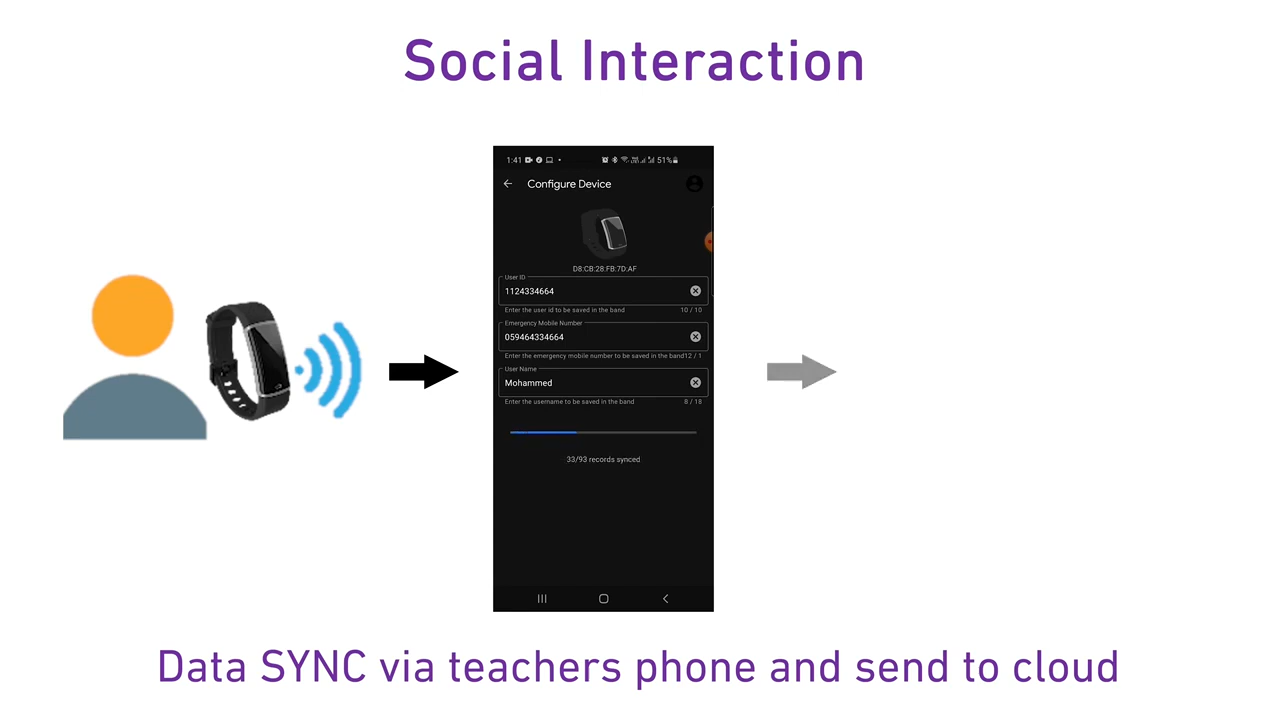 Social Interaction
1:41
51%
Configure Device
D8:CB:28:FB:7D:AF
User ID
1124334664
Enter the user id to be saved in the band
10 / 10
Emergency Mobile Number
059464334664
Enter the emergency mobile number to be saved in the band12 / 1
User Name
Mohammed
Enter the username to be saved in the band
8 / 18
33/93 records synced
Data SYNC via teachers phone and send to cloud